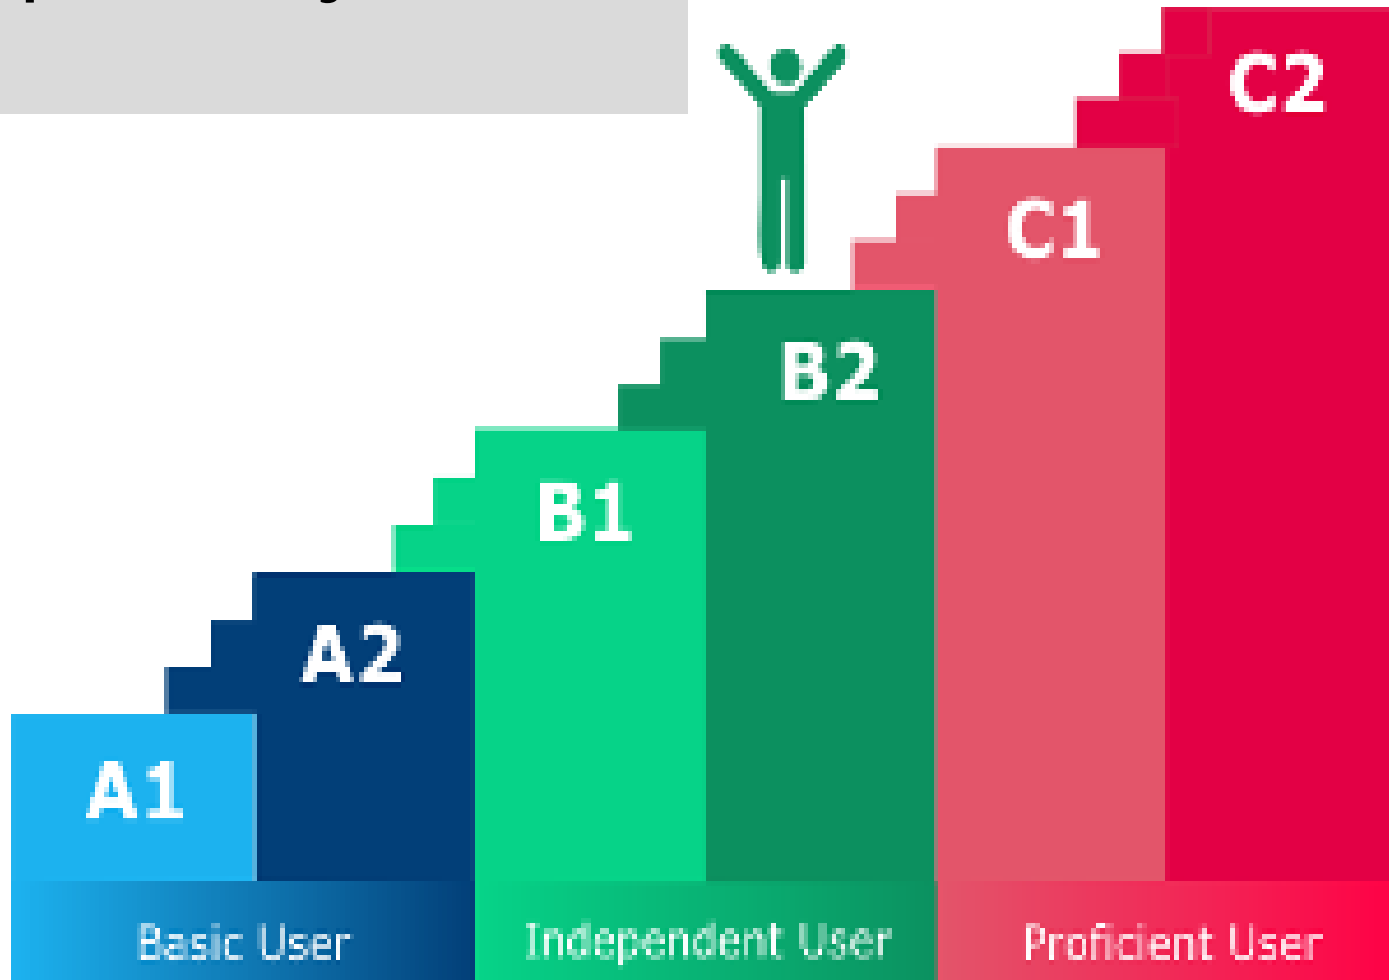 C2
C1
B2
B1
A2
A1
Basic User
Independent User
Proficient User